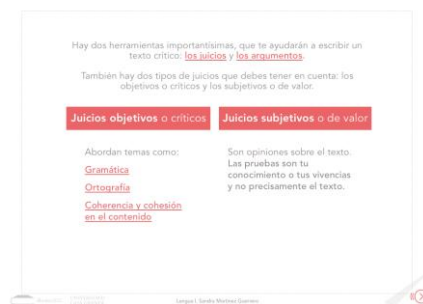 Hay dos herramientas importantísimas, que te ayudarán a escribir un
texto crítico: los juicios y los argumentos.
También hay dos tipos de juicios que debes tener en cuenta: los
objetivos o críticos y los subjetivos o de valor.
Juicios objetivos o críticos
Juicios subjetivos o de valor
Abordan temas como:
Gramática
Ortografía
Coherencia y cohesión
en el contenido
Son opiniones sobre el texto.
Las pruebas son tu
conocimiento o tus vivencias
y no precisamente el texto.
Lengua I, Sandra Martínez Guerrero